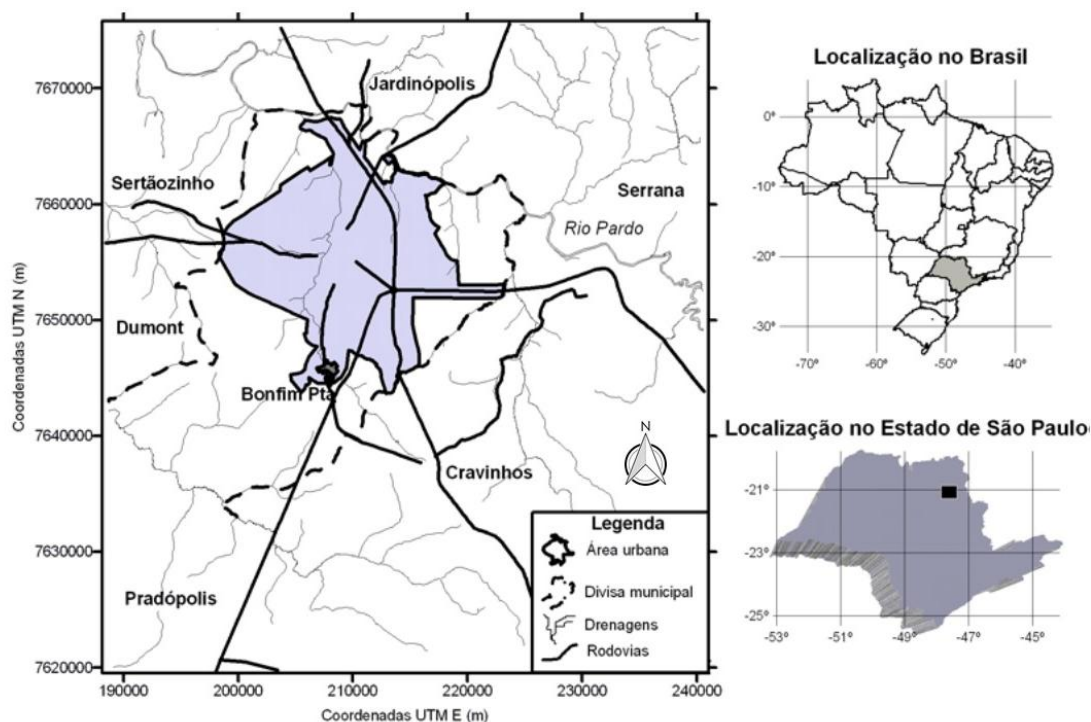 7670000
7660000
7650000
7640000
7630000
7620000
Coordenadas UTM N (m)
190000
200000
210000
220000
230000
240000
Coordenadas UTM E (m)
Jardinópolis
Sertãozinho
Serrana
Rio Pardo
Dumont
Bonfim Pta
Cravinhos
Pradópolis
N
Legenda
Área urbana
Divisa municipal
Drenagens
Rodovias
Localização no Brasil
0°
-10°
-20°
-30°
-70°
-60°
-50°
-40°
Localização no Estado de São Paulo
-21°
-23°
-25°
-53°
-51°
-49°
-47°
-45°